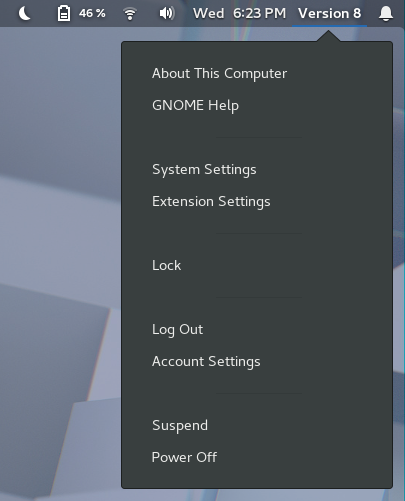 46 % Wed 6:23 PM Version 8
About This Computer
GNOME Help
System Settings
Extension Settings
Lock
Log Out
Account Settings
Suspend
Power Off